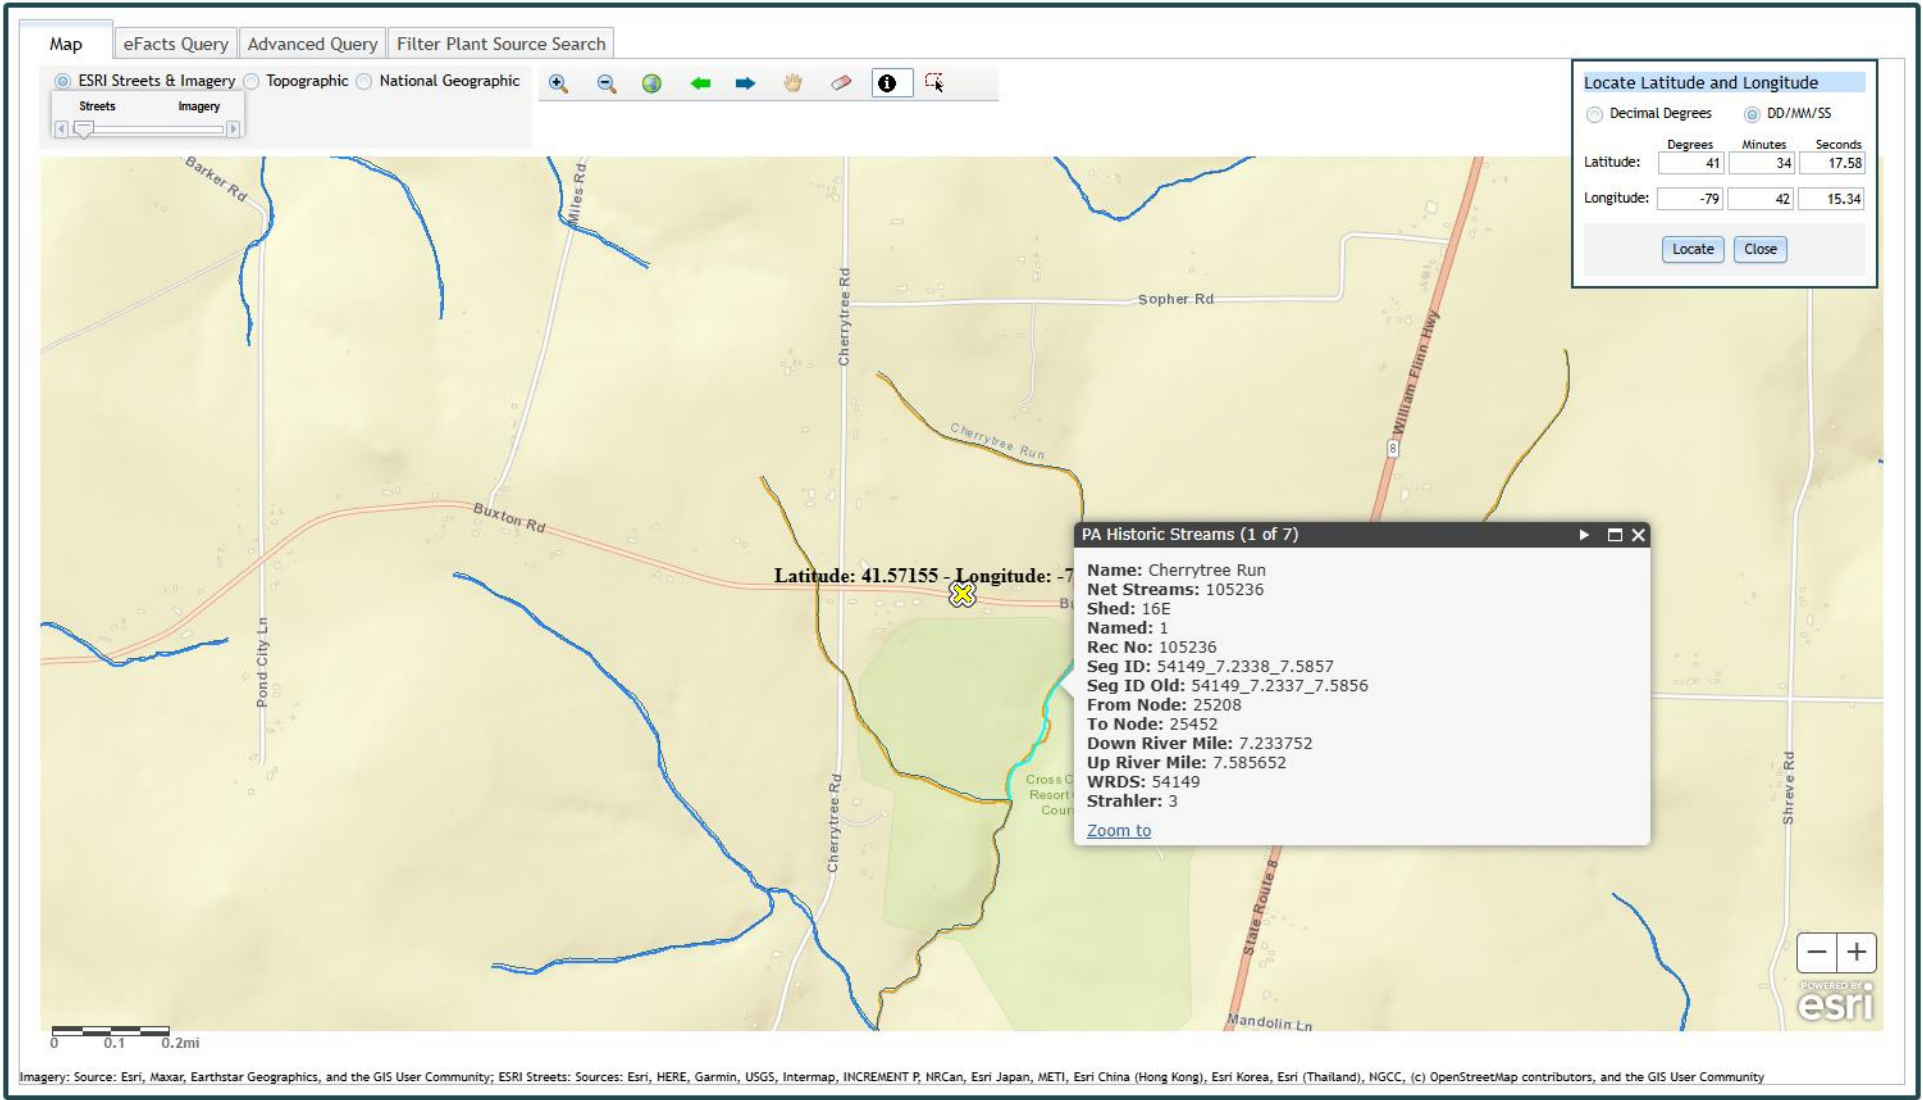 Map
eFacts Query
Advanced Query
Filter Plant Source Search
ESRI Streets & Imagery
Topographic
National Geographic
Streets
Imagery
Locate Latitude and Longitude
Decimal Degrees
DD/MM/SS
Degrees Minutes Seconds
Latitude: 41 34 17.58
Longitude: -79 42 15.34
Locate
Close
Barker Rd
Miles Rd
Cherrytree Rd
Sopher Rd
William Flinn Hwy
8
Cherrytree Run
Buxton Rd
Latitude: 41.57155 - Longitude: -7
Bu
Pond City Ln
PA Historic Streams (1 of 7)
Name: Cherrytree Run
Net Streams: 105236
Shed: 16E
Named: 1
Rec No: 105236
Seg ID: 54149_7.2338_7.5857
Seg ID Old: 54149_7.2337_7.5856
From Node: 25208
To Node: 25452
Down River Mile: 7.233752
Up River Mile: 7.585652
WRDS: 54149
Strahler: 3
Zoom to
Cross C
Resort
Cour
Cherrytree Rd
Shreve Rd
State Route 8
Mandolin Ln
POWERED BY
esri
0 0.1 0.2mi
Imagery: Source: Esri, Maxar, Earthstar Geographics, and the GIS User Community; ESRI Streets: Sources: Esri, HERE, Garmin, USGS, Intermap, INCREMENT P, NRCan, Esri Japan, METI, Esri China (Hong Kong), Esri Korea, Esri (Thailand), NGCC, (c) OpenStreetMap contributors, and the GIS User Community